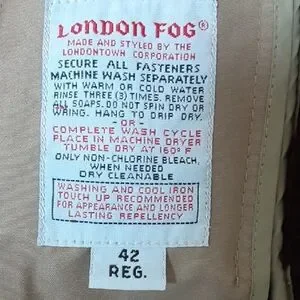 LONDON FOG®
MADE AND STYLED BY THE
LONDONTOWN CORPORATION
SECURE ALL FASTENERS
MACHINE WASH SEPARATELY
WITH WARM OR COLD WATER
RINSE THREE (3) TIMES. REMOVE
ALL SOAPS. DO NOT SPIN DRY OR
WRING. HANG TO DRIP DRY.
-OR-
COMPLETE WASH CYCLE
PLACE IN MACHINE DRYER
TUMBLE DRY AT 160° F
ONLY NON-CHLORINE BLEACH,
WHEN NEEDED
DRY CLEANABLE
WASHING AND COOL IRON
TOUCH UP RECOMMENDED
FOR APPEARANCE AND LONGER
LASTING REPELLENCY
42
REG.